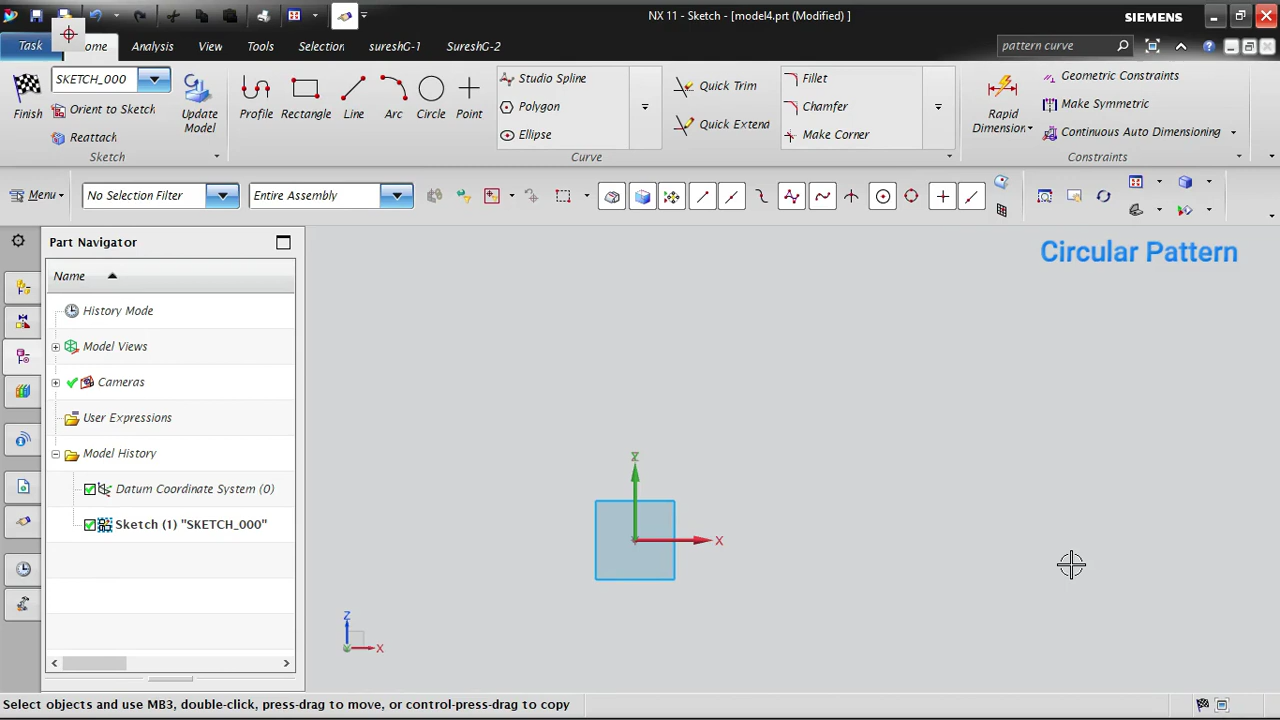 NX 11 - Sketch - [model4.prt (Modified) ]
SIEMENS
Task
ome
Analysis
View
Tools
Selection
sureshG-1
SureshG-2
pattern curve
Finish
SKETCH_000
Orient to Sketch
Reattach
Update
Model
Sketch
Profile
Rectangle
Line
Arc
Circle
Point
Studio Spline
Polygon
Ellipse
Quick Trim
Quick Extend
Fillet
Chamfer
Make Corner
Curve
Rapid
Dimension
Geometric Constraints
Make Symmetric
Continuous Auto Dimensioning
Constraints
Menu
No Selection Filter
Entire Assembly
Part Navigator
Name
History Mode
Model Views
Cameras
User Expressions
Model History
Datum Coordinate System (0)
Sketch (1) "SKETCH_000"
Circular Pattern
Z
X
Z
X
Select objects and use MB3, double-click, press-drag to move, or control-press-drag to copy